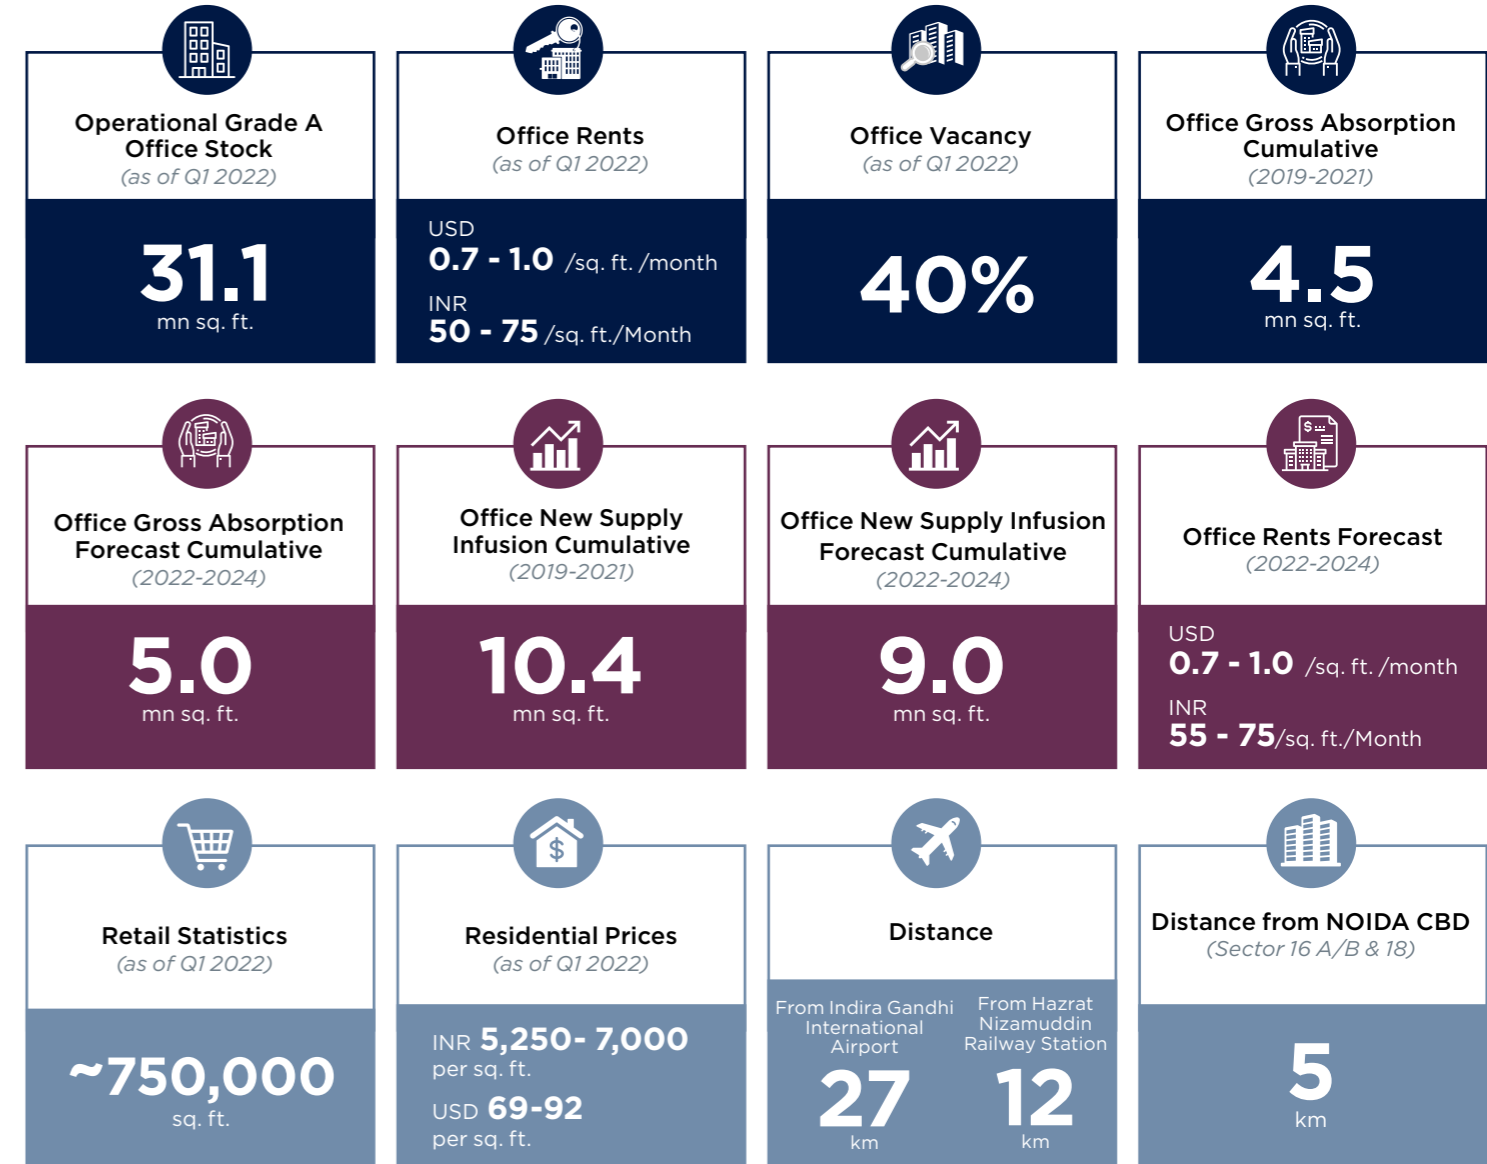 Operational Grade A
Office Stock
(as of Q1 2022)
31.1
mn sq. ft.
Office Rents
(as of Q1 2022)
USD
0.7 - 1.0 /sq. ft. /month
INR
50 - 75 /sq. ft./Month
Office Vacancy
(as of Q1 2022)
40%
Office Gross Absorption
Cumulative
(2019-2021)
4.5
mn sq. ft.
Office Gross Absorption
Forecast Cumulative
(2022-2024)
5.0
mn sq. ft.
Office New Supply
Infusion Cumulative
(2019-2021)
10.4
mn sq. ft.
Office New Supply Infusion
Forecast Cumulative
(2022-2024)
9.0
mn sq. ft.
Office Rents Forecast
(2022-2024)
USD
0.7 - 1.0 /sq. ft. /month
INR
55 - 75/sq. ft./Month
Retail Statistics
(as of Q1 2022)
~750,000
sq. ft.
Residential Prices
(as of Q1 2022)
INR 5,250- 7,000
per sq. ft.
USD 69-92
per sq. ft.
Distance
From Indira Gandhi
International
Airport
27
km
From Hazrat
Nizamuddin
Railway Station
12
km
Distance from NOIDA CBD
(Sector 16 A/B & 18)
5
km